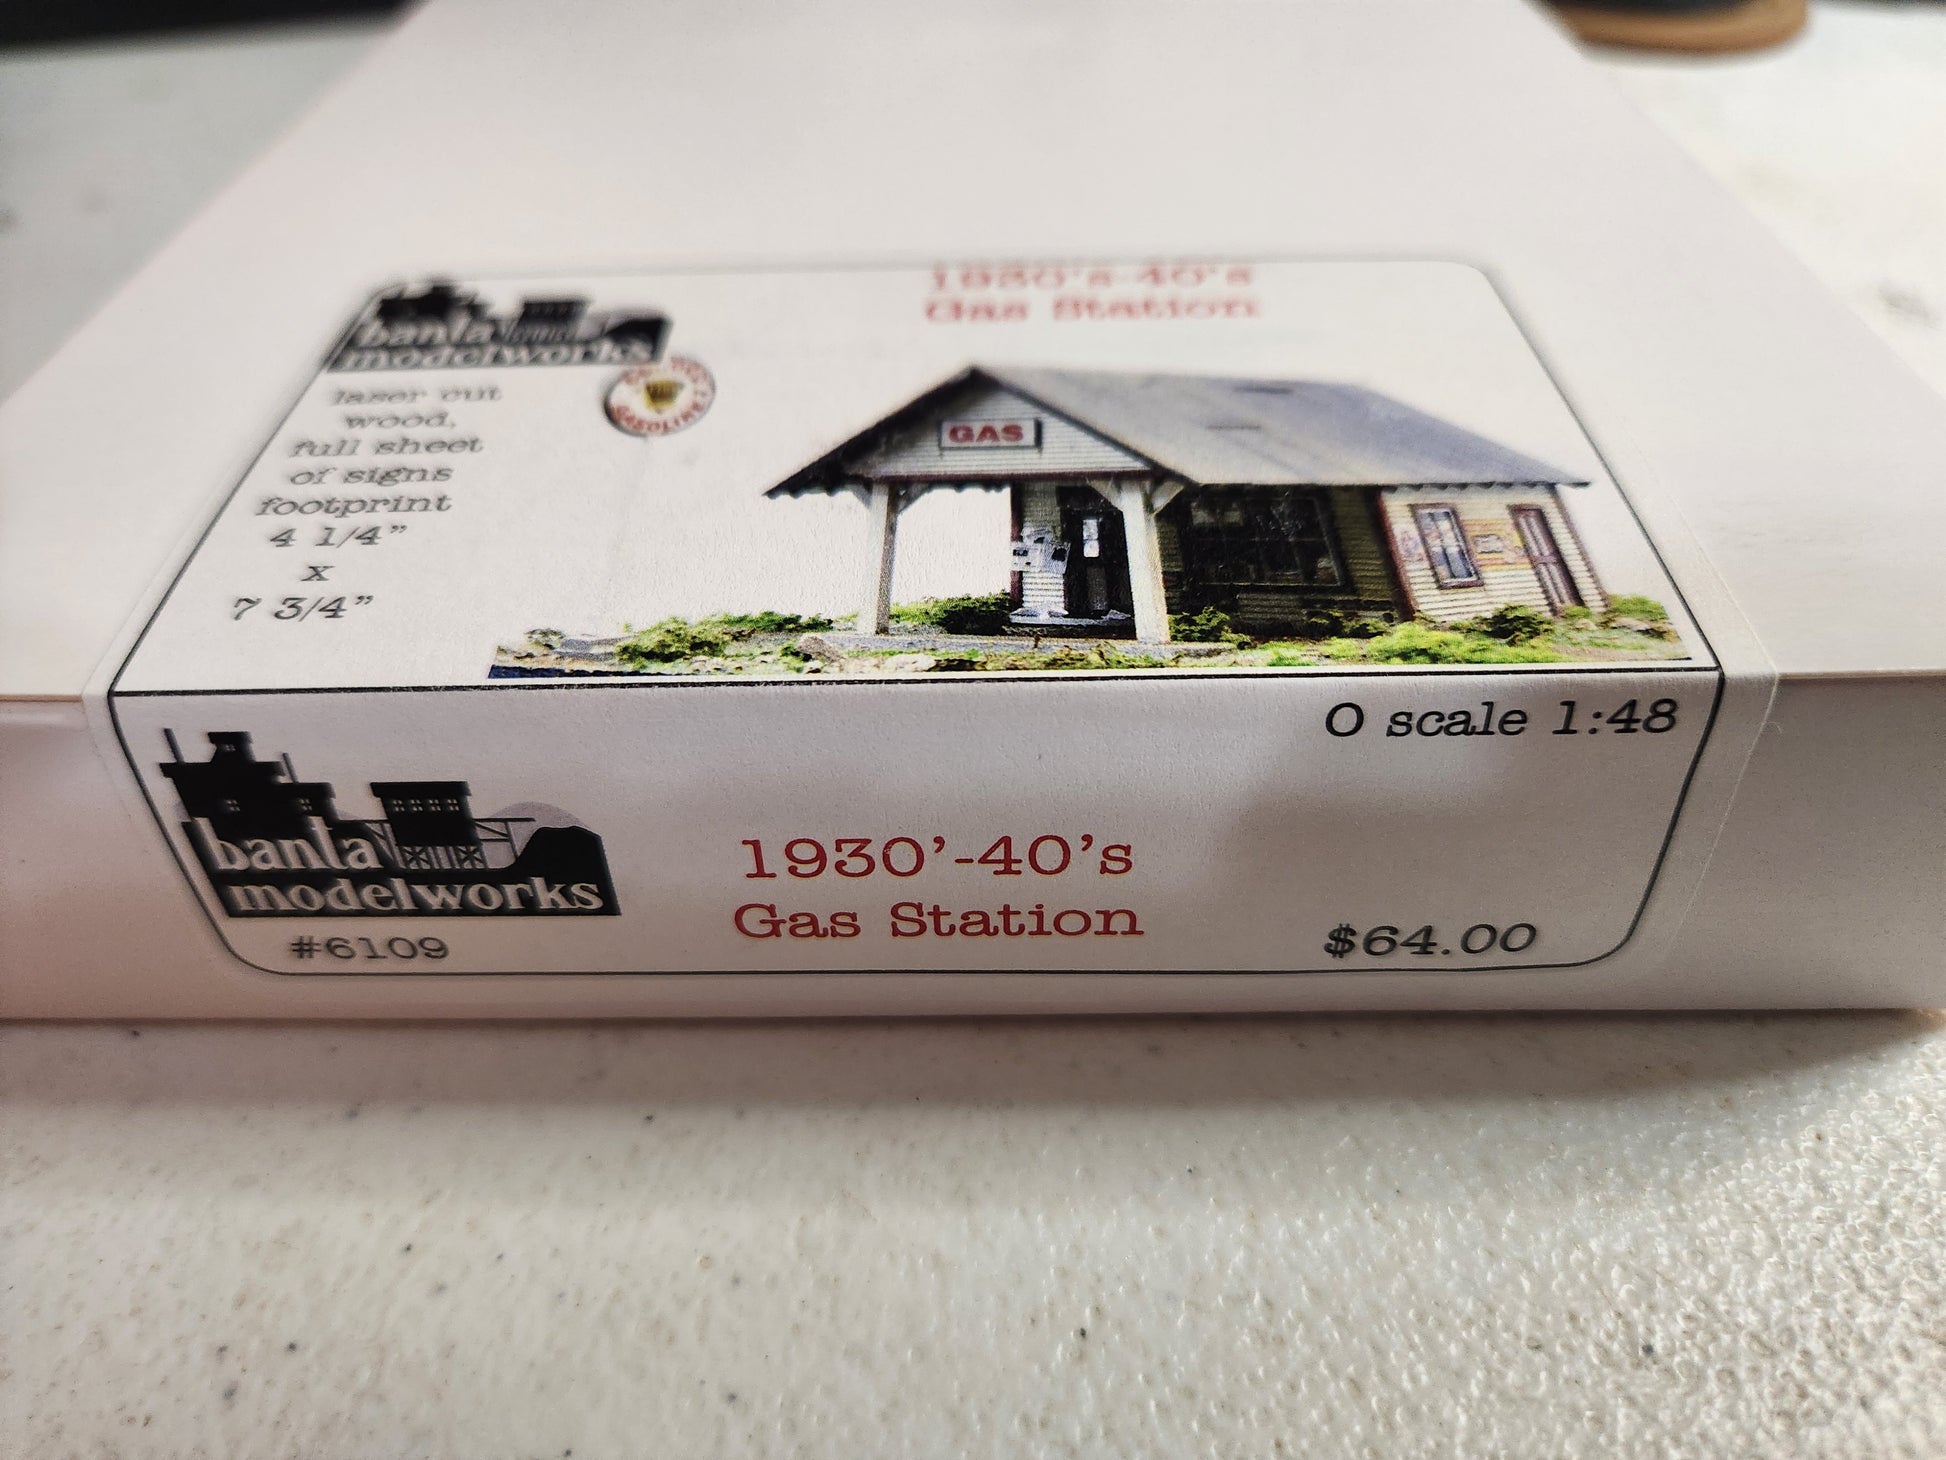 banta
modelworks
1930's-40's
Gas Station
laser cut
wood,
full sheet
of signs
footprint
4 1/4”
x
7 3/4”
GASOLINE
GAS
O scale 1:48
banta
modelworks
#6109
1930’-40’s
Gas Station
$64.00